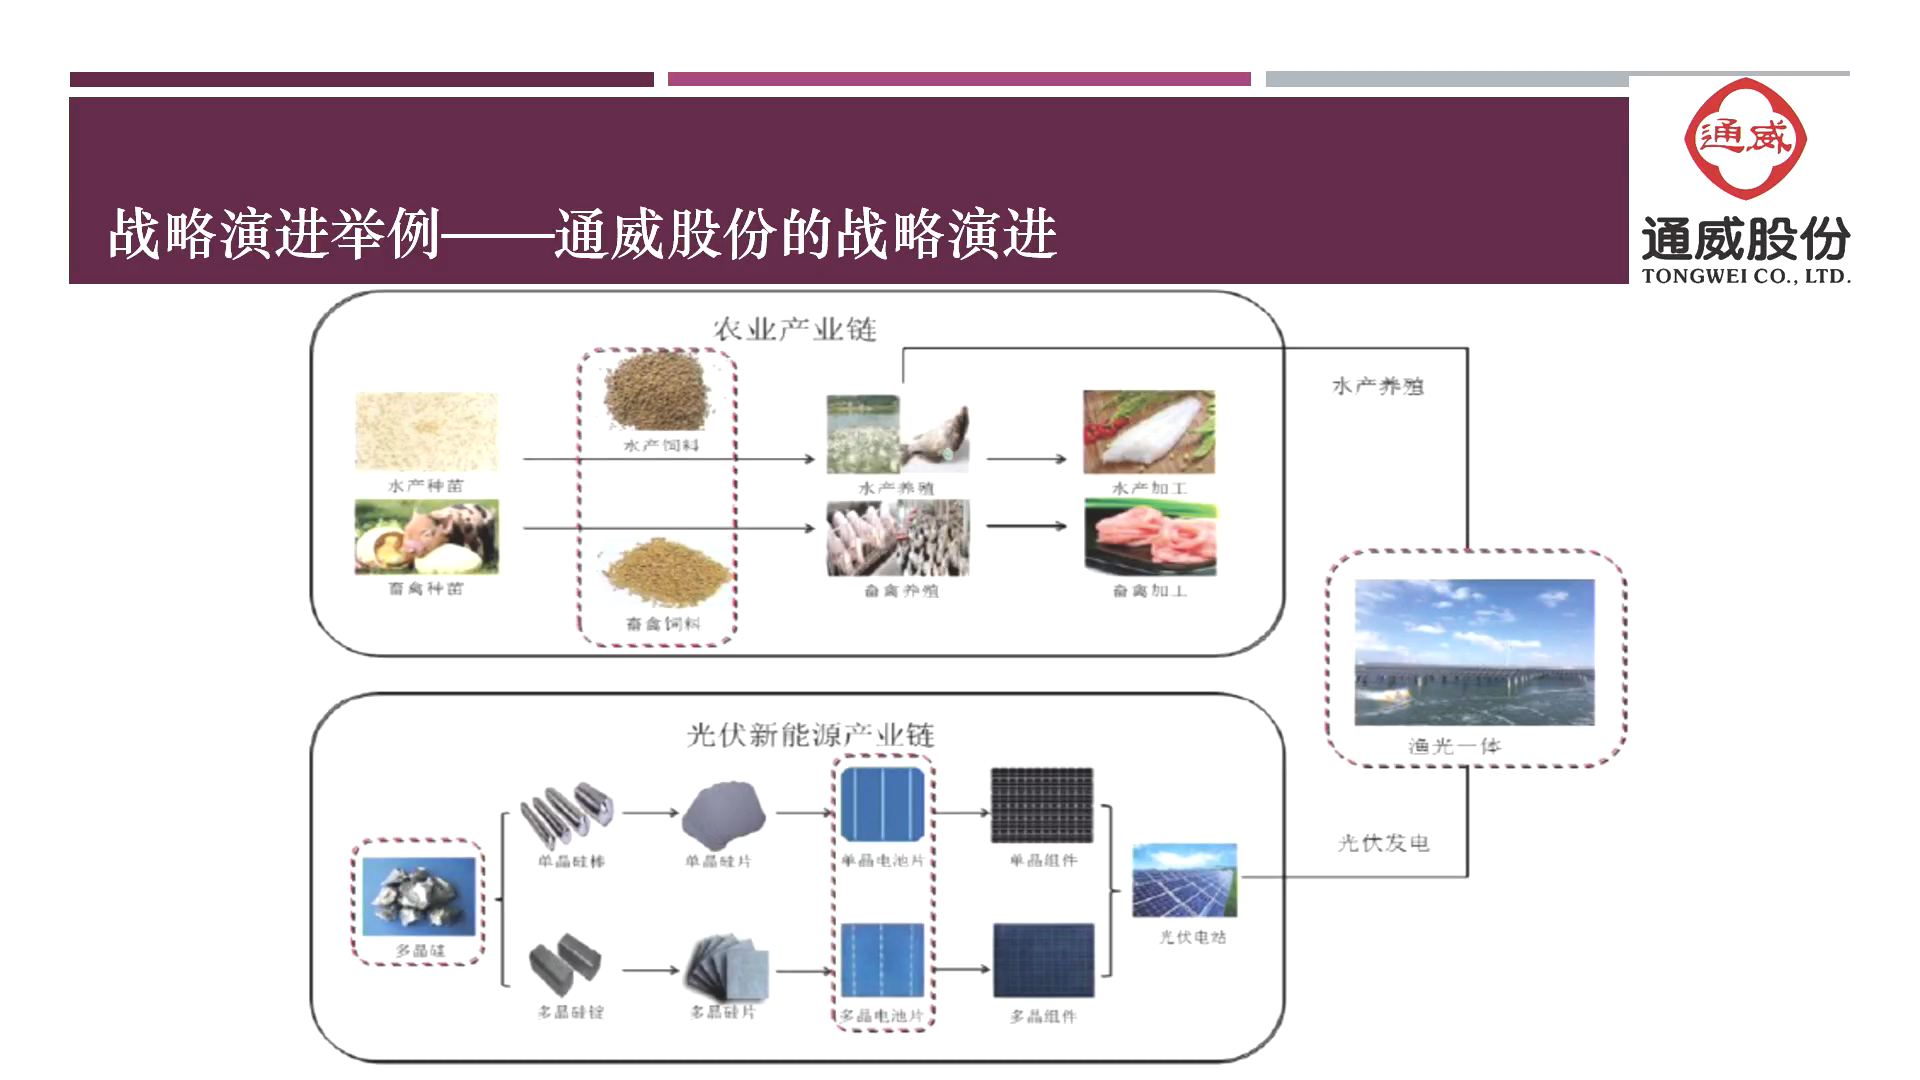 战略演进举例——通威股份的战略演进
通威
通威股份
TONGWEI CO., LTD.
农业产业链
水产养殖
水产饲料
水产种苗
水产养殖
水产加工
畜禽种苗
畜禽养殖
畜禽加工
畜禽饲料
渔光一体
光伏新能源产业链
光伏发电
单晶硅棒
单晶硅片
单晶电池片
单晶组件
多晶硅
光伏电站
多晶硅锭
多晶硅片
多晶电池片
多晶组件